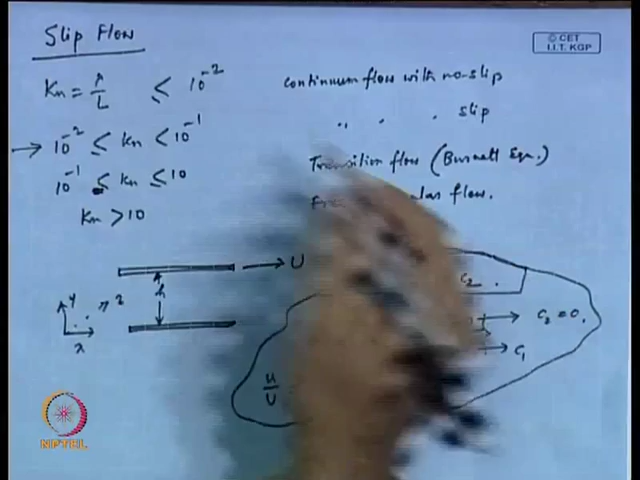 Slip Flow
© CET
I.I.T. KGP
Kn = λ/L ≤ 10⁻² continuum flow with no-slip
→ 10⁻² ≤ Kn < 10⁻¹ " " " slip
10⁻¹ ≤ Kn ≤ 10 Transition flow (Burnett Eqn.)
Kn > 10 flow.
U
h
y
x
z
C₂
C₂ = 0,
C₁
u/U
NPTEL